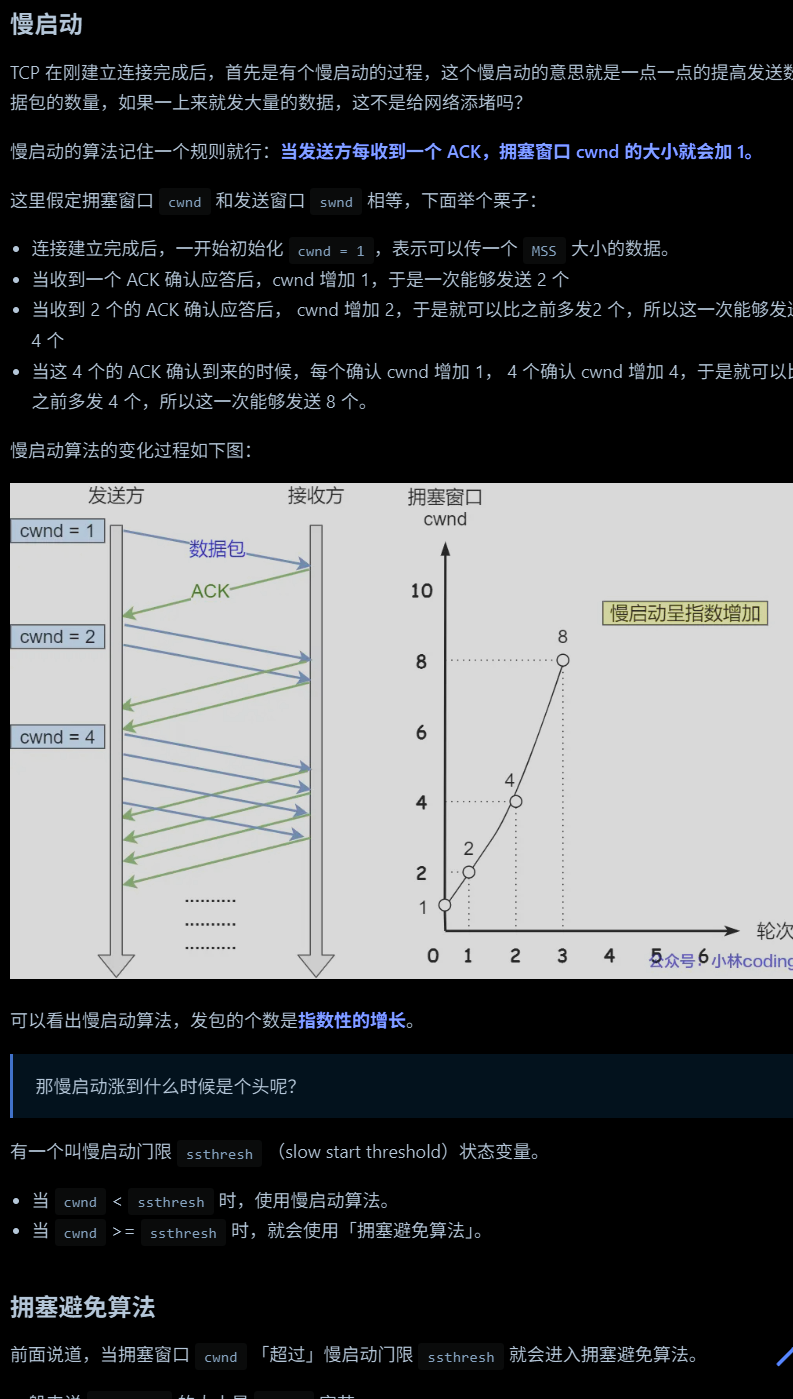 慢启动
TCP 在刚建立连接完成后，首先是有个慢启动的过程，这个慢启动的意思就是一点一点的提高发送数
据包的数量，如果一上来就发大量的数据，这不是给网络添堵吗？
慢启动的算法记住一个规则就行：当发送方每收到一个 ACK，拥塞窗口 cwnd 的大小就会加 1。
这里假定拥塞窗口 cwnd 和发送窗口 swnd 相等，下面举个栗子：
• 连接建立完成后，一开始初始化 cwnd = 1 ，表示可以传一个 MSS 大小的数据。
• 当收到一个 ACK 确认应答后，cwnd 增加 1，于是一次能够发送 2 个
• 当收到 2 个的 ACK 确认应答后， cwnd 增加 2，于是就可以比之前多发2 个，所以这一次能够发送
4 个
• 当这 4 个的 ACK 确认到来的时候，每个确认 cwnd 增加 1， 4 个确认 cwnd 增加 4，于是就可以比
之前多发 4 个，所以这一次能够发送 8 个。
慢启动算法的变化过程如下图：
发送方
接收方
cwnd = 1
数据包
ACK
cwnd = 2
cwnd = 4
..........
..........
..........
拥塞窗口
cwnd
10
慢启动呈指数增加
8
8
6
4
4
2
2
1
轮次
0 1 2 3 4 5 6
公众号：小林coding
可以看出慢启动算法，发包的个数是指数性的增长。
那慢启动涨到什么时候是个头呢？
有一个叫慢启动门限 ssthresh （slow start threshold）状态变量。
• 当 cwnd < ssthresh 时，使用慢启动算法。
• 当 cwnd >= ssthresh 时，就会使用「拥塞避免算法」。
拥塞避免算法
前面说道，当拥塞窗口 cwnd 「超过」慢启动门限 ssthresh 就会进入拥塞避免算法。